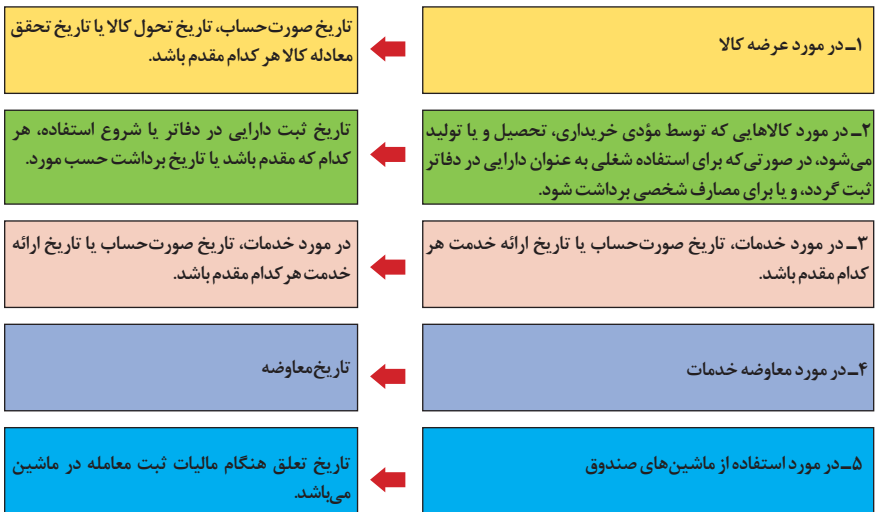 ۱ـ در مورد عرضه کالا
تاریخ صورت‌حساب، تاریخ تحول کالا یا تاریخ تحقق
معادله کالا هر کدام مقدم باشد.
۲ـ در مورد کالاهایی که توسط مؤدی خریداری، تحصیل و یا تولید
می‌شود، در صورتی‌که برای استفاده شغلی به عنوان دارایی در دفاتر
ثبت گردد، و یا برای مصارف شخصی برداشت شود.
تاریخ ثبت دارایی در دفاتر یا شروع استفاده، هر
کدام که مقدم باشد یا تاریخ برداشت حسب مورد.
۳ـ در مورد خدمات، تاریخ صورت‌حساب یا تاریخ ارائه خدمت هر
کدام مقدم باشد.
در مورد خدمات، تاریخ صورت‌حساب یا تاریخ ارائه
خدمت هر کدام مقدم باشد.
۴ـ در مورد معاوضه خدمات
تاریخ‌معاوضه
۵ـ در مورد استفاده از ماشین‌های صندوق
تاریخ تعلق هنگام مالیات ثبت معامله در ماشین
می‌باشد.